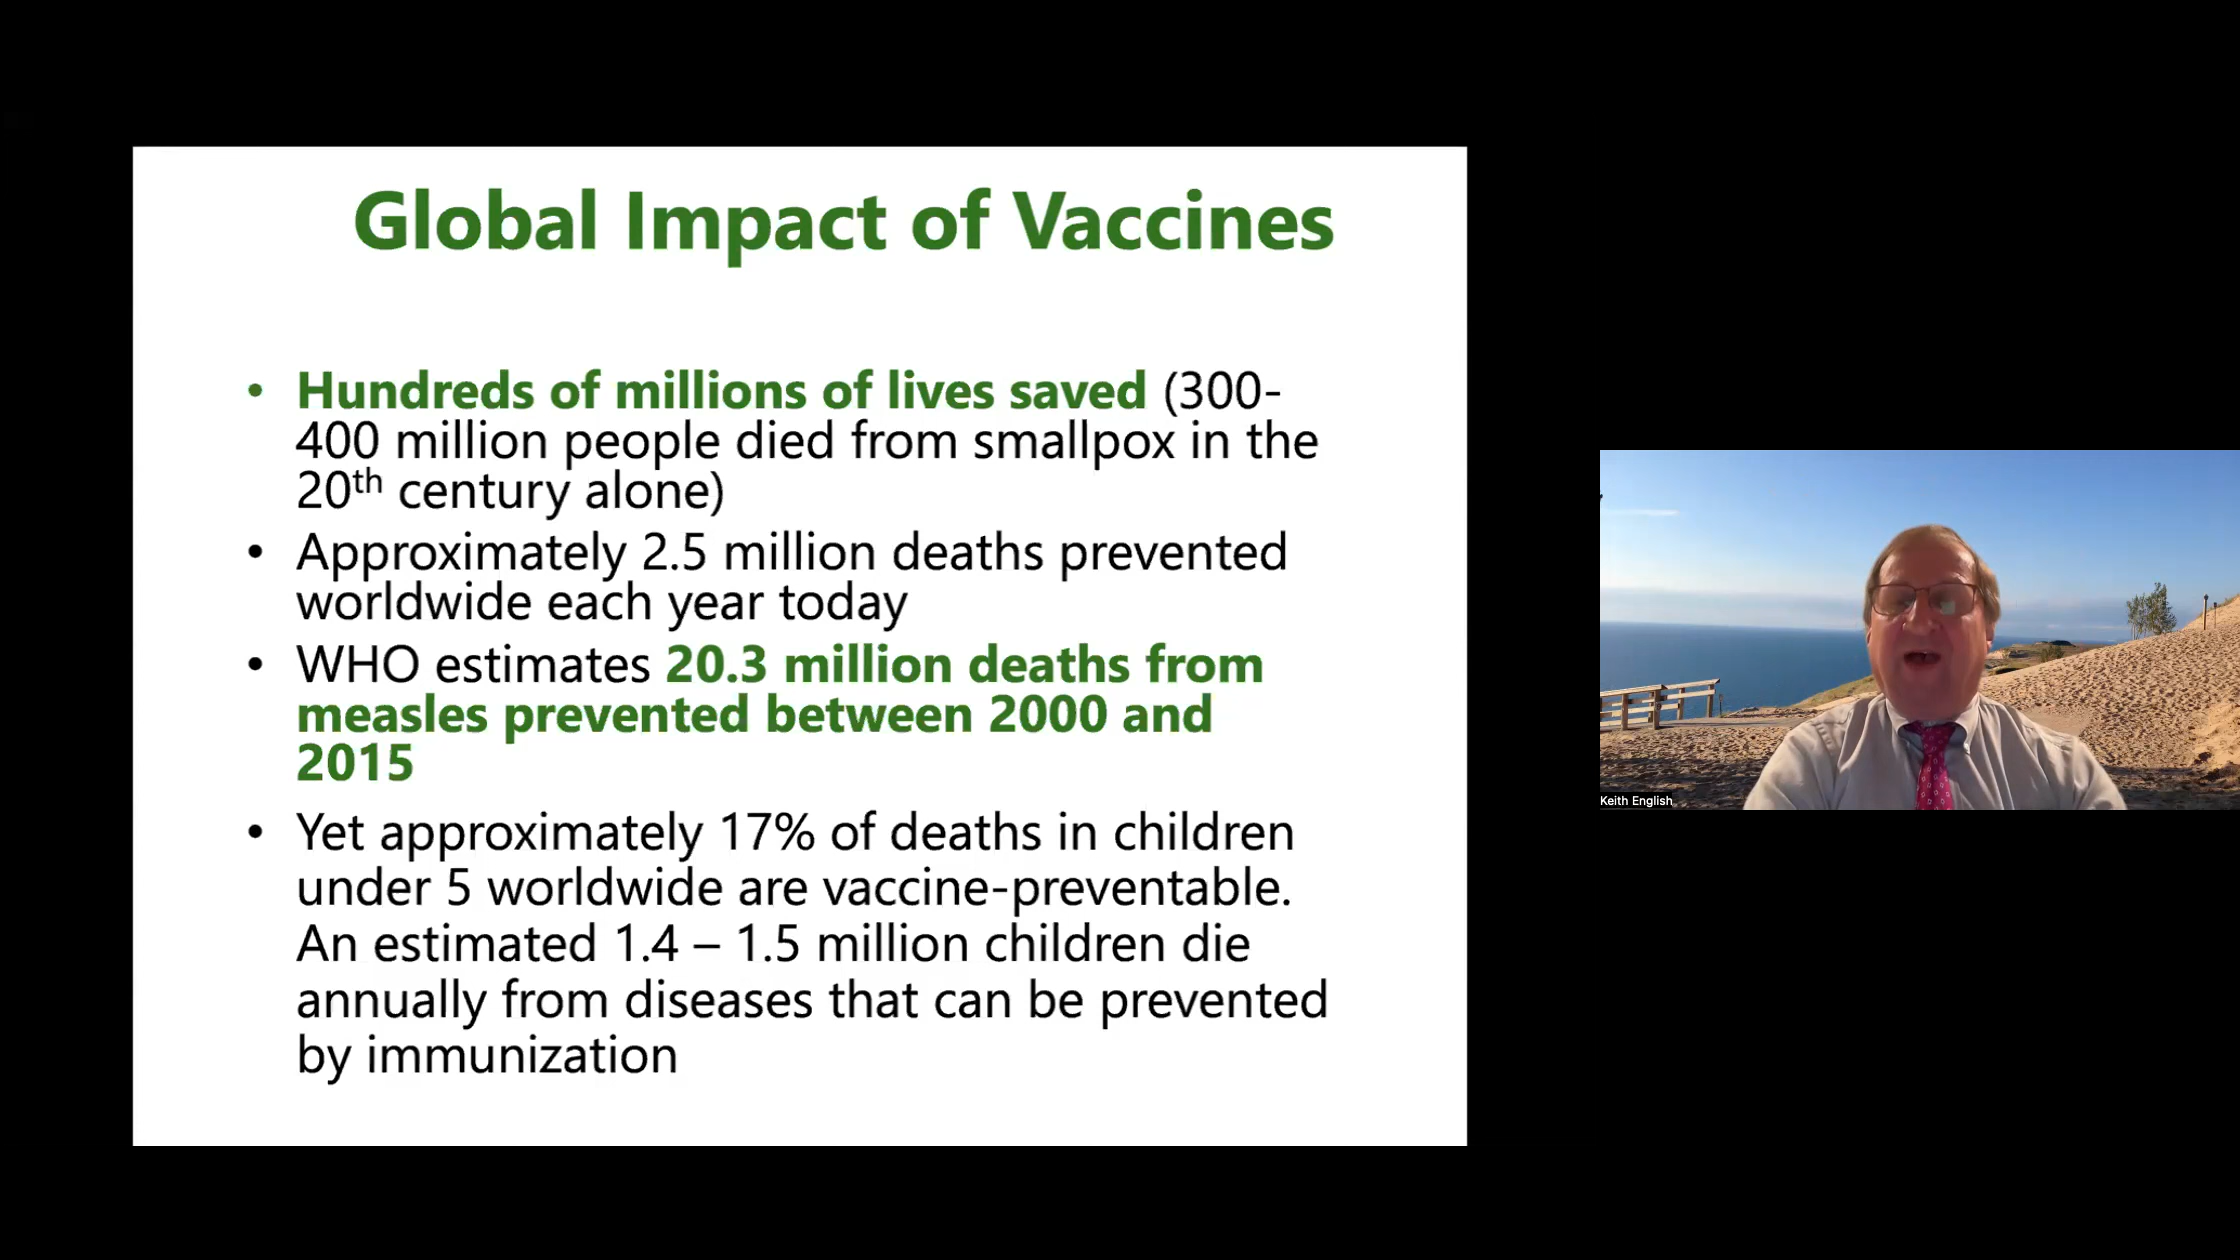 Global Impact of Vaccines
• Hundreds of millions of lives saved (300-
400 million people died from smallpox in the
20th century alone)
• Approximately 2.5 million deaths prevented
worldwide each year today
• WHO estimates 20.3 million deaths from
measles prevented between 2000 and
2015
• Yet approximately 17% of deaths in children
under 5 worldwide are vaccine-preventable.
An estimated 1.4 – 1.5 million children die
annually from diseases that can be prevented
by immunization
Keith English